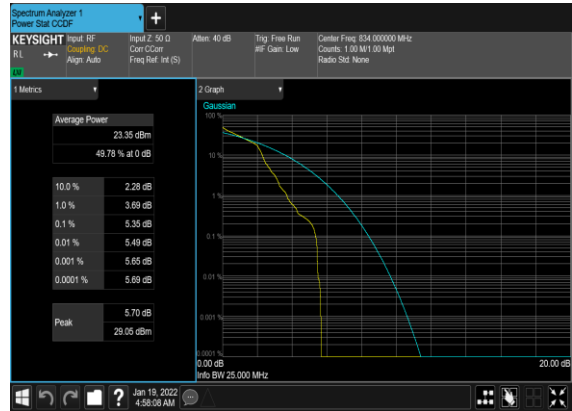 Spectrum Analyzer 1
Power Stat CCDF
KEYSIGHT
RL
Input: RF
Coupling: DC
Align: Auto
Input Z: 50 Ω
Corr CCorr
Freq Ref: Int (S)
Atten: 40 dB
Trig: Free Run
#IF Gain: Low
Center Freq: 834.000000 MHz
Counts: 1.00 M/1.00 Mpt
Radio Std: None
1 Metrics
Average Power
23.35 dBm
49.78 % at 0 dB
10.0 % 2.28 dB
1.0 % 3.69 dB
0.1 % 5.35 dB
0.01 % 5.49 dB
0.001 % 5.65 dB
0.0001 % 5.69 dB
Peak
5.70 dB
29.05 dBm
2 Graph
Gaussian
100 %
10 %
1 %
0.1 %
0.01 %
0.001 %
0.0001 %
0.00 dB
20.00 dB
Info BW 25.000 MHz
?
Jan 19, 2022
4:58:08 AM